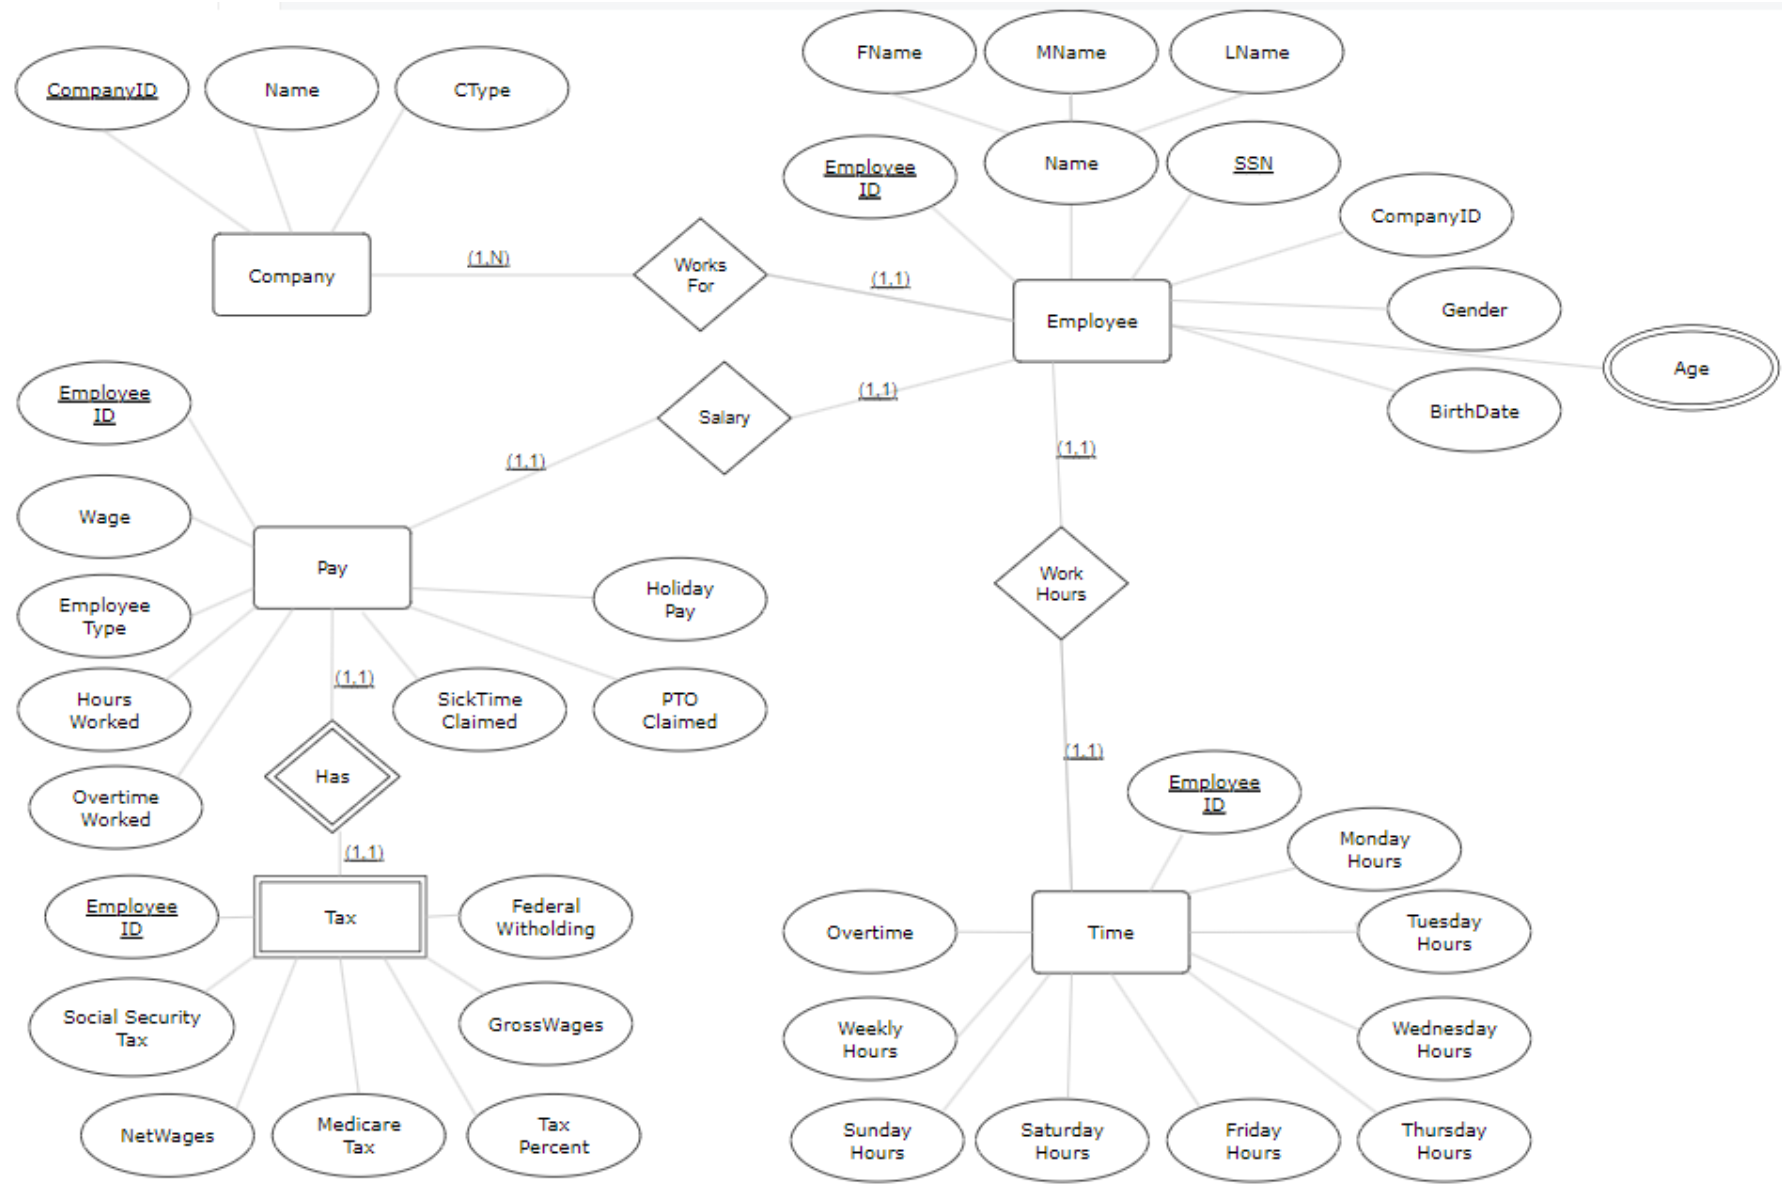 FName
MName
LName
CompanyID
Name
CType
Employee
ID
Name
SSN
CompanyID
Company
(1,N)
Works
For
(1,1)
Employee
Gender
Age
BirthDate
Employee
ID
Salary
(1,1)
(1,1)
(1,1)
Wage
Pay
Employee
Type
Holiday
Pay
Work
Hours
Hours
Worked
(1,1)
SickTime
Claimed
PTO
Claimed
Has
Overtime
Worked
(1,1)
(1,1)
Employee
ID
Monday
Hours
Employee
ID
Tax
Federal
Witholding
Overtime
Time
Tuesday
Hours
Social Security
Tax
GrossWages
Weekly
Hours
Wednesday
Hours
NetWages
Medicare
Tax
Tax
Percent
Sunday
Hours
Saturday
Hours
Friday
Hours
Thursday
Hours